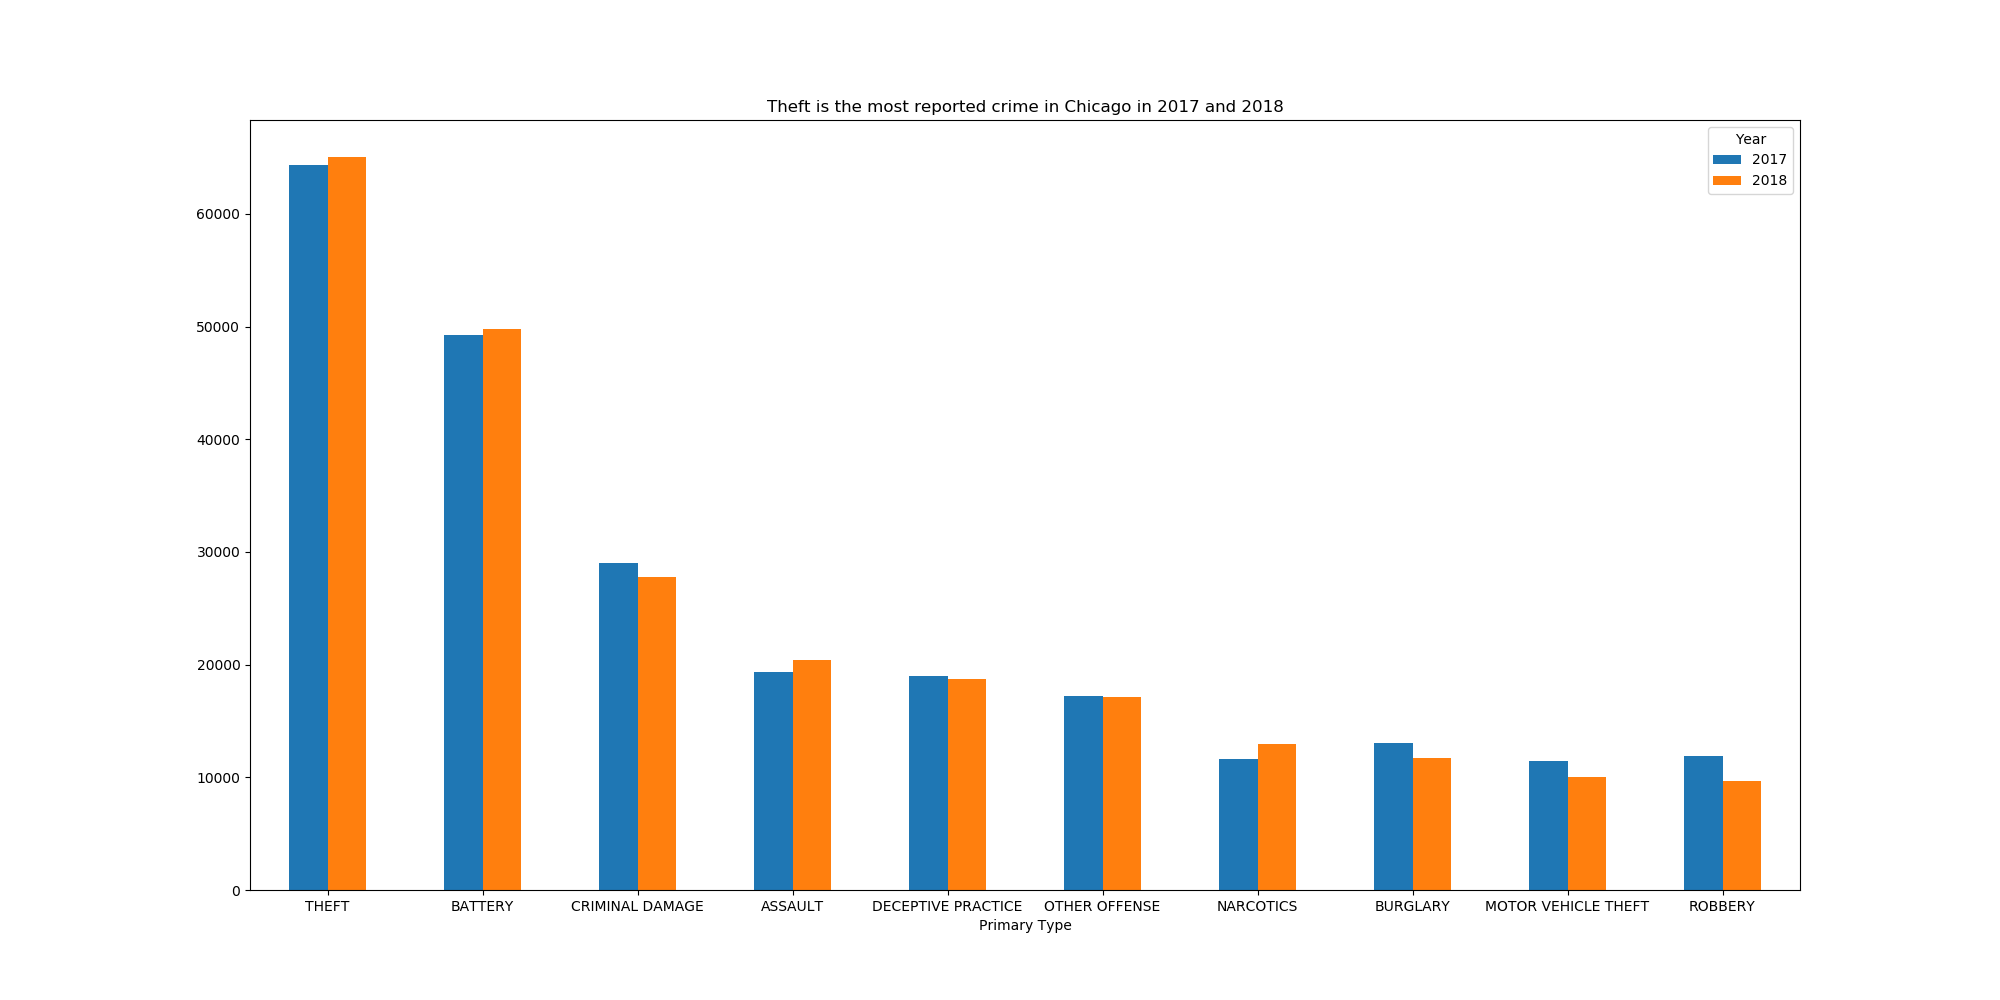 Theft is the most reported crime in Chicago in 2017 and 2018
Year
2017
2018
60000
50000
40000
30000
20000
10000
0
THEFT BATTERY CRIMINAL DAMAGE ASSAULT DECEPTIVE PRACTICE OTHER OFFENSE NARCOTICS BURGLARY MOTOR VEHICLE THEFT ROBBERY
Primary Type